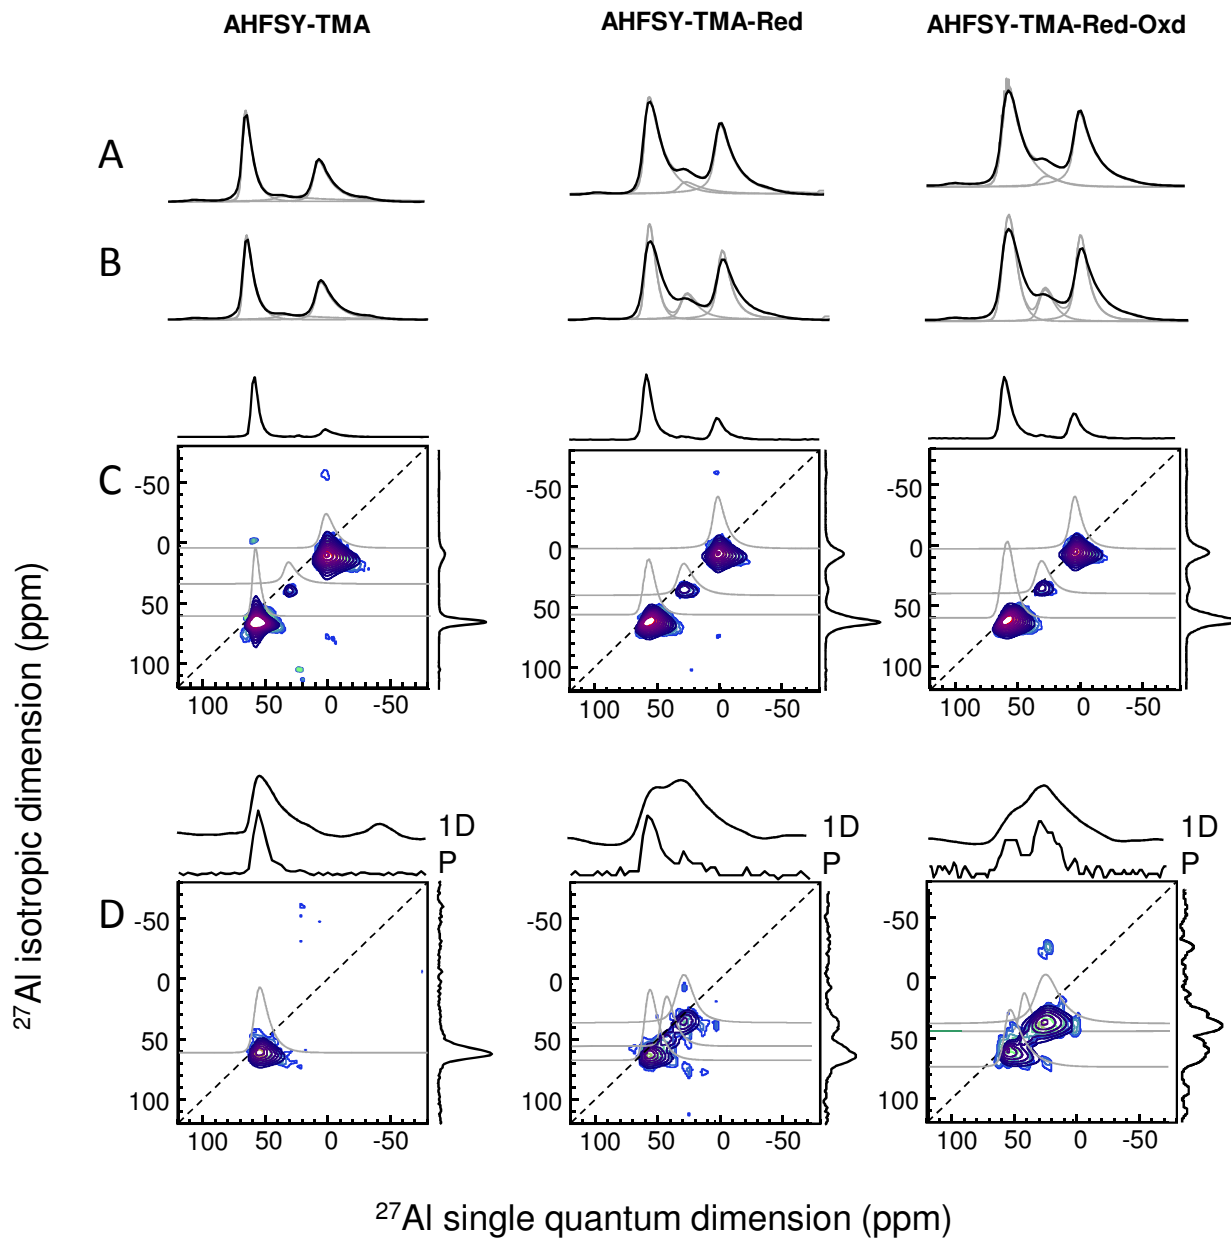 AHFSY-TMA
AHFSY-TMA-Red
AHFSY-TMA-Red-Oxd
A
B
C
-50
0
50
100
100 50 0 -50
-50
0
50
100
100 50 0 -50
-50
0
50
100
100 50 0 -50
1D
P
1D
P
1D
P
D
-50
0
50
100
100 50 0 -50
-50
0
50
100
100 50 0 -50
-50
0
50
100
100 50 0 -50
²⁷Al isotropic dimension (ppm)
²⁷Al single quantum dimension (ppm)